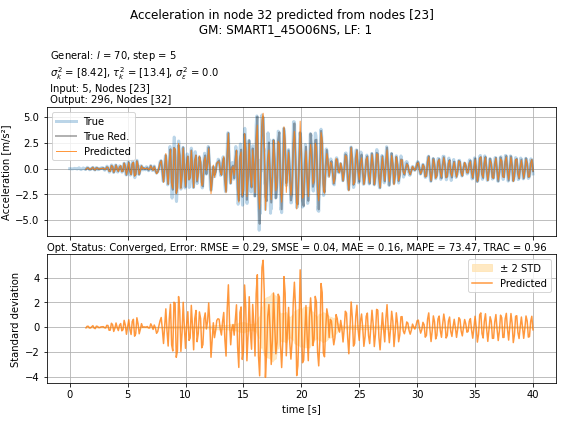 Acceleration in node 32 predicted from nodes [23]
GM: SMART1_45O06NS, LF: 1
General: l = 70, step = 5
σ²ₖ = [8.42], τ²ₖ = [13.4], σ²ε = 0.0
Input: 5, Nodes [23]
Output: 296, Nodes [32]
Acceleration [m/s²]
5.0
2.5
0.0
−2.5
−5.0
True
True Red.
Predicted
Opt. Status: Converged, Error: RMSE = 0.29, SMSE = 0.04, MAE = 0.16, MAPE = 73.47, TRAC = 0.96
Standard deviation
4
2
0
−2
−4
± 2 STD
Predicted
0 5 10 15 20 25 30 35 40
time [s]